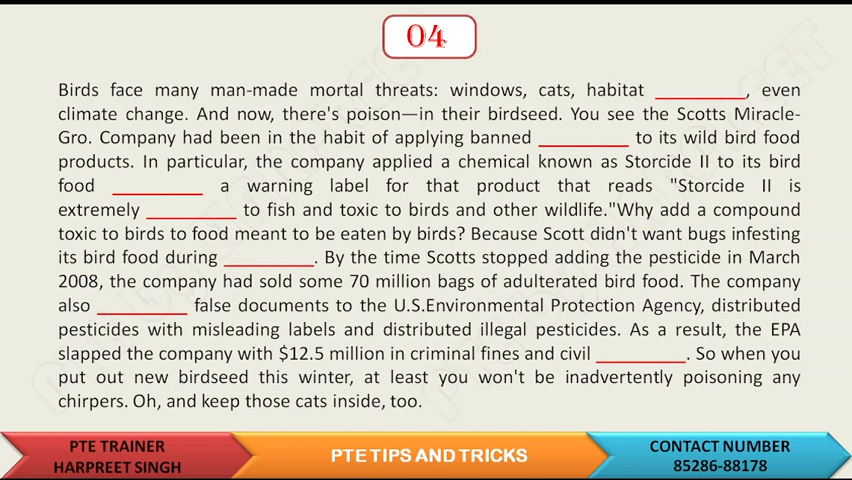 04
Birds face many man-made mortal threats: windows, cats, habitat __________, even
climate change. And now, there's poison—in their birdseed. You see the Scotts Miracle-
Gro. Company had been in the habit of applying banned __________ to its wild bird food
products. In particular, the company applied a chemical known as Storcide II to its bird
food __________ a warning label for that product that reads "Storcide II is
extremely __________ to fish and toxic to birds and other wildlife."Why add a compound
toxic to birds to food meant to be eaten by birds? Because Scott didn't want bugs infesting
its bird food during __________. By the time Scotts stopped adding the pesticide in March
2008, the company had sold some 70 million bags of adulterated bird food. The company
also __________ false documents to the U.S.Environmental Protection Agency, distributed
pesticides with misleading labels and distributed illegal pesticides. As a result, the EPA
slapped the company with $12.5 million in criminal fines and civil __________. So when you
put out new birdseed this winter, at least you won't be inadvertently poisoning any
chirpers. Oh, and keep those cats inside, too.
PTE TRAINER
HARPREET SINGH
PTE TIPS AND TRICKS
CONTACT NUMBER
85286-88178